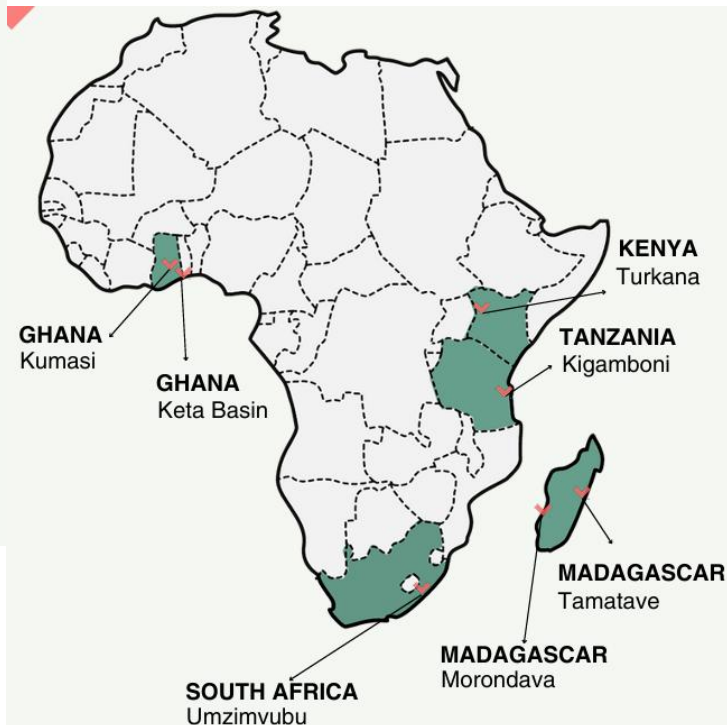 KENYA
Turkana
GHANA
Kumasi
TANZANIA
Kigamboni
GHANA
Keta Basin
MADAGASCAR
Tamatave
MADAGASCAR
Morondava
SOUTH AFRICA
Umzimvubu